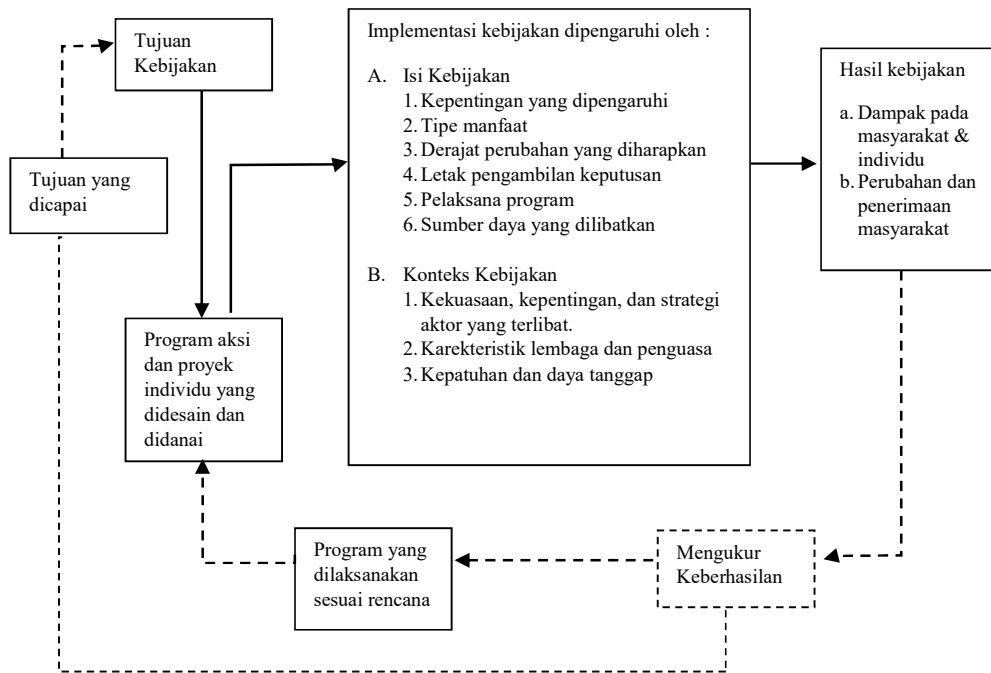 Tujuan
Kebijakan
Tujuan yang
dicapai
Program aksi
dan proyek
individu yang
didesain dan
didanai
Implementasi kebijakan dipengaruhi oleh :
A. Isi Kebijakan
1. Kepentingan yang dipengaruhi
2. Tipe manfaat
3. Derajat perubahan yang diharapkan
4. Letak pengambilan keputusan
5. Pelaksana program
6. Sumber daya yang dilibatkan
B. Konteks Kebijakan
1. Kekuasaan, kepentingan, dan strategi
aktor yang terlibat.
2. Karekteristik lembaga dan penguasa
3. Kepatuhan dan daya tanggap
Hasil kebijakan
a. Dampak pada
masyarakat &
individu
b. Perubahan dan
penerimaan
masyarakat
Program yang
dilaksanakan
sesuai rencana
Mengukur
Keberhasilan